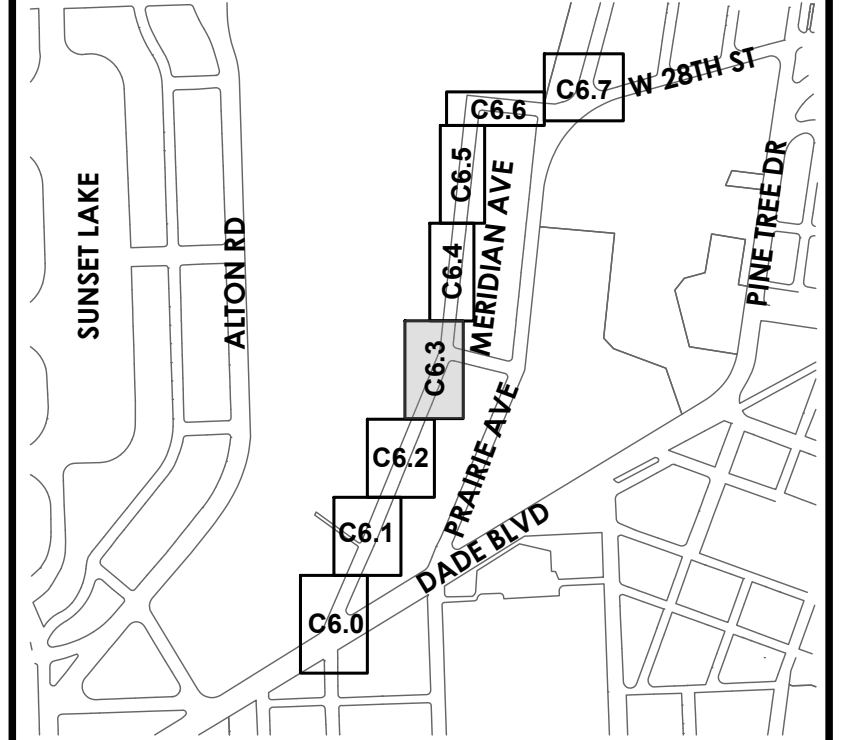 C6.7
W 28TH ST
C6.6
C6.5
MERIDIAN AVE
PINE TREE DR
SUNSET LAKE
ALTON RD
C6.4
C6.3
PRAIRIE AVE
C6.2
C6.1
DADE BLVD
C6.0